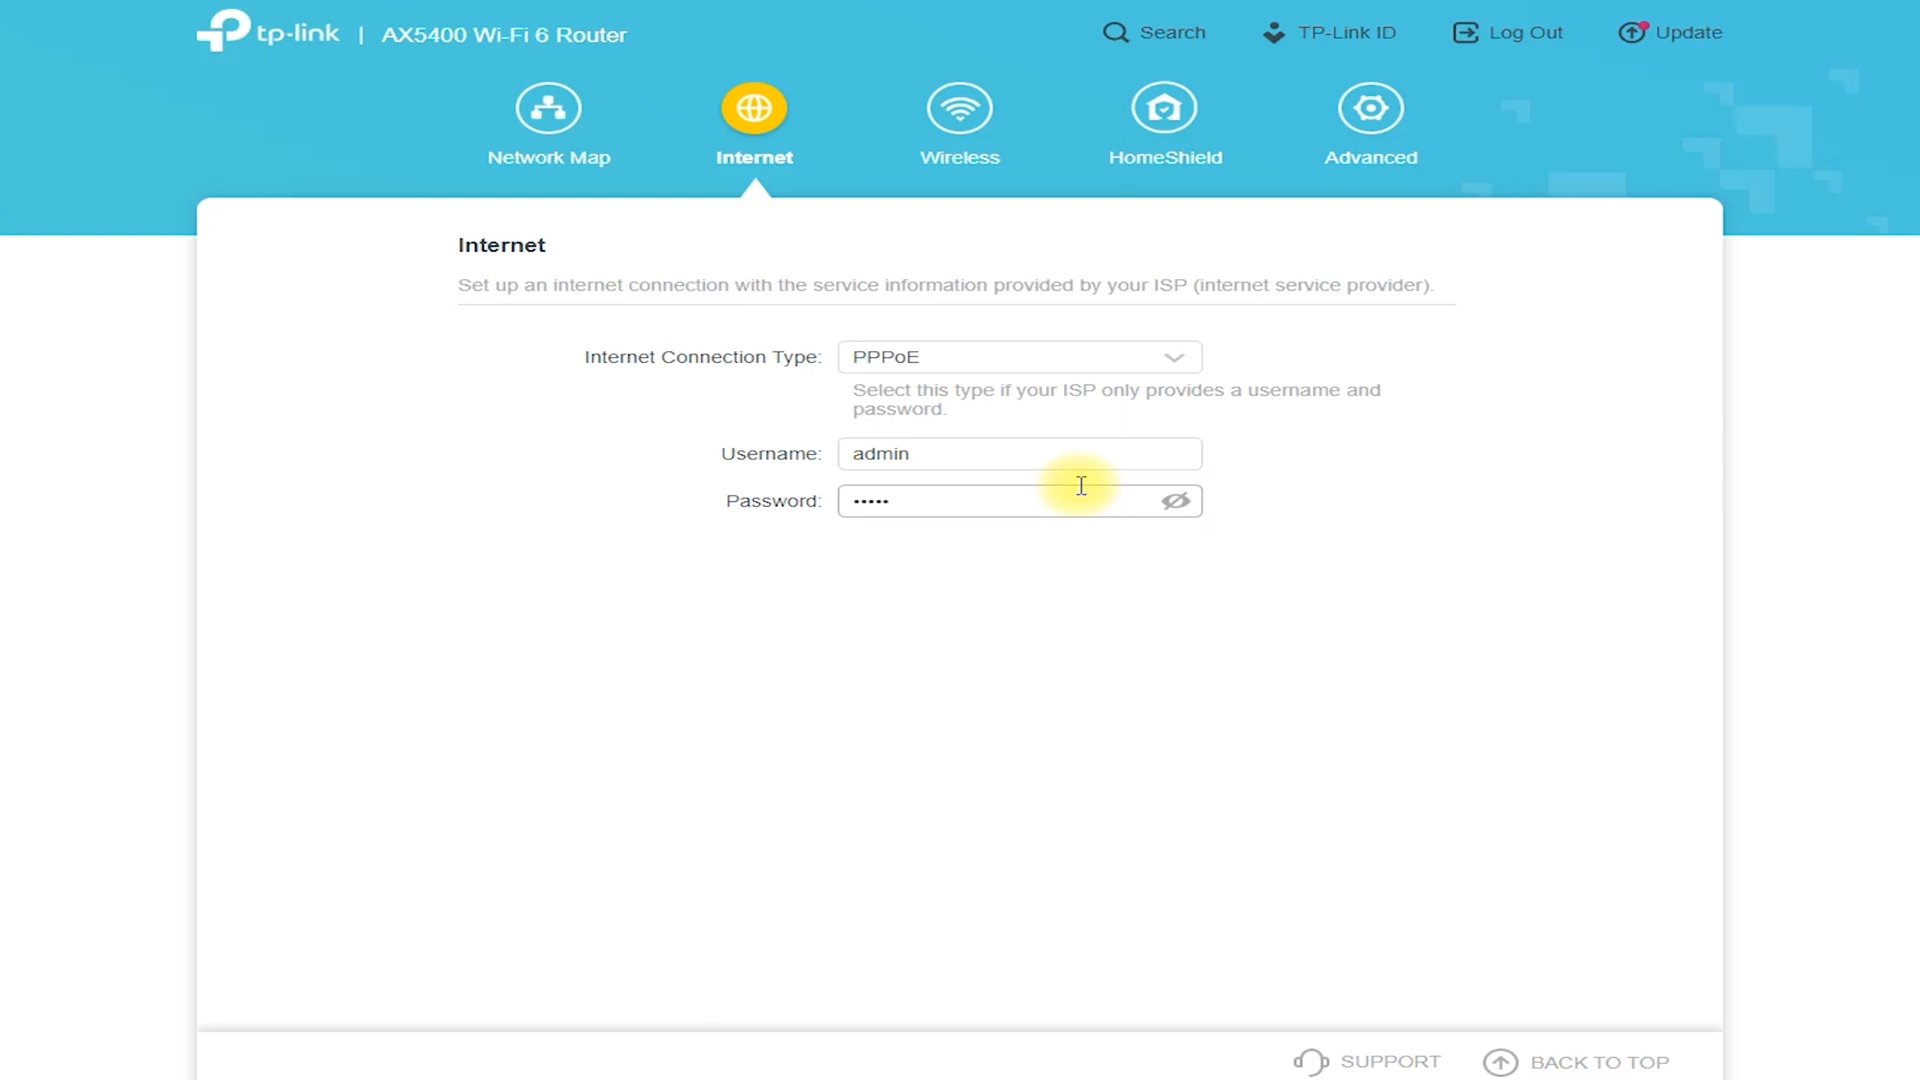 tp-link | AX5400 Wi-Fi 6 Router
Search
TP-Link ID
Log Out
Update
Network Map
Internet
Wireless
HomeShield
Advanced
Internet
Set up an internet connection with the service information provided by your ISP (internet service provider).
Internet Connection Type: PPPoE
Select this type if your ISP only provides a username and
password.
Username: admin
Password: •••••
SUPPORT
BACK TO TOP